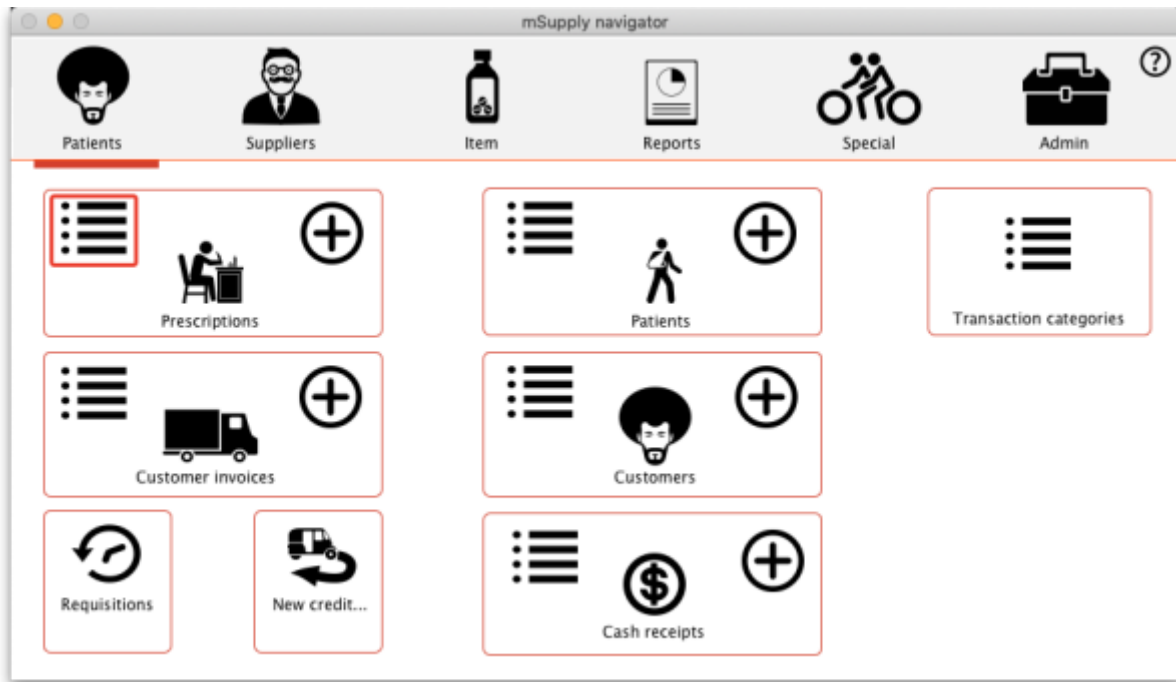 mSupply navigator
?
Patients
Suppliers
Item
Reports
Special
Admin
Prescriptions
Patients
Transaction categories
Customer invoices
Customers
Requisitions
New credit...
$
Cash receipts